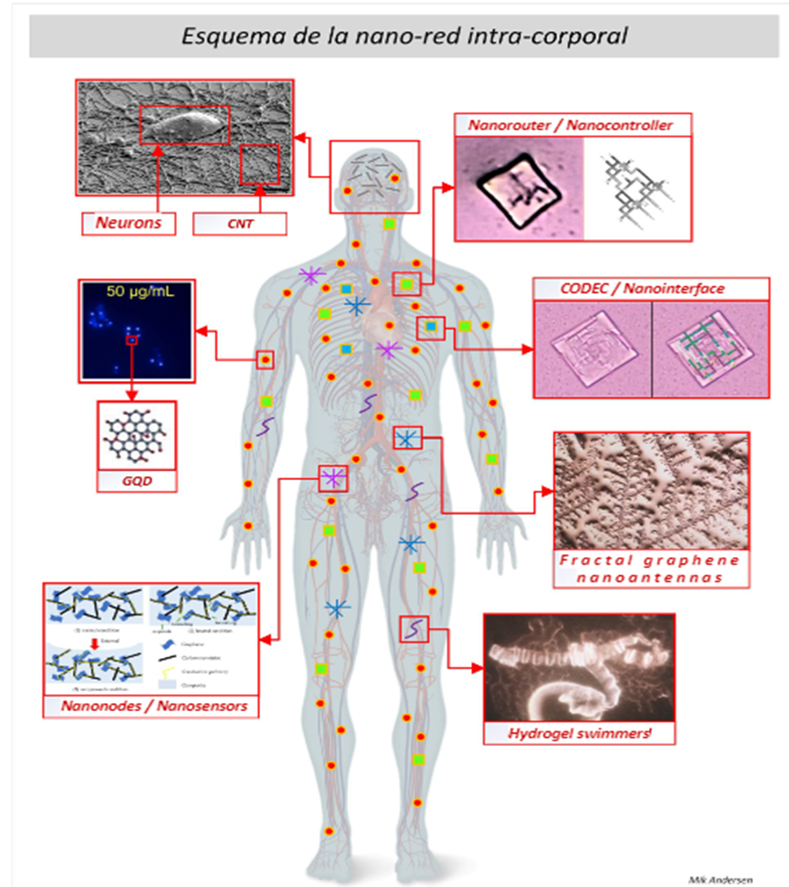 Esquema de la nano-red intra-corporal
Nanorouter / Nanocontroller
Neurons
CNT
CODEC / Nanointerface
50 µg/mL
GQD
Fractal graphene
nanoantennas
Nanonodes / Nanosensors
Hydrogel swimmers!
Mik Andersen